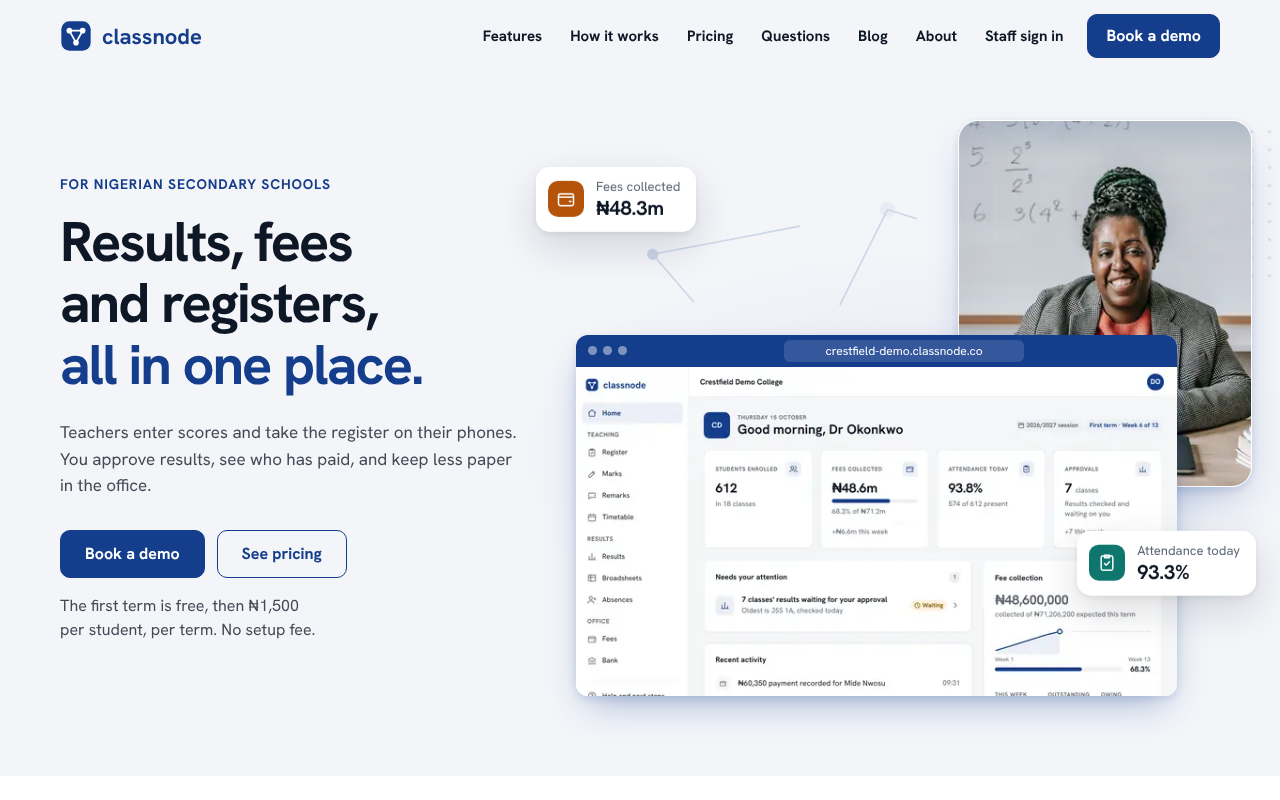 classnode
Features
How it works
Pricing
Questions
Blog
About
Staff sign in
Book a demo
FOR NIGERIAN SECONDARY SCHOOLS
Results, fees
and registers,
all in one place.
Teachers enter scores and take the register on their phones.
You approve results, see who has paid, and keep less paper
in the office.
Book a demo
See pricing
The first term is free, then ₦1,500
per student, per term. No setup fee.
Fees collected
₦48.3m
5 2⁵
2³
6 3(4² +
crestfield-demo.classnode.co
classnode
Crestfield Demo College
DO
Home
TEACHING
Register
Marks
Remarks
Timetable
RESULTS
Results
Broadsheets
Absences
OFFICE
Fees
Bank
CD
THURSDAY 15 OCTOBER
Good morning, Dr Okonkwo
2026/2027 session
First term · Week 6 of 13
STUDENTS ENROLLED
612
In 18 classes
FEES COLLECTED
₦48.6m
68.3% of ₦71.2m
+₦6.6m this week
ATTENDANCE TODAY
93.8%
574 of 612 present
APPROVALS
7 classes
Results checked and
waiting on you
+7 this week
Attendance today
93.3%
Needs your attention
1
7 classes' results waiting for your approval
Oldest is JSS 1A, checked today
Waiting
Recent activity
₦60,350 payment recorded for Mide Nwosu
09:31
Fee collection
₦48,600,000
collected of ₦71,206,200 expected this term
Week 1
Week 13
68.3%
THIS WEEK
OUTSTANDING
OWING